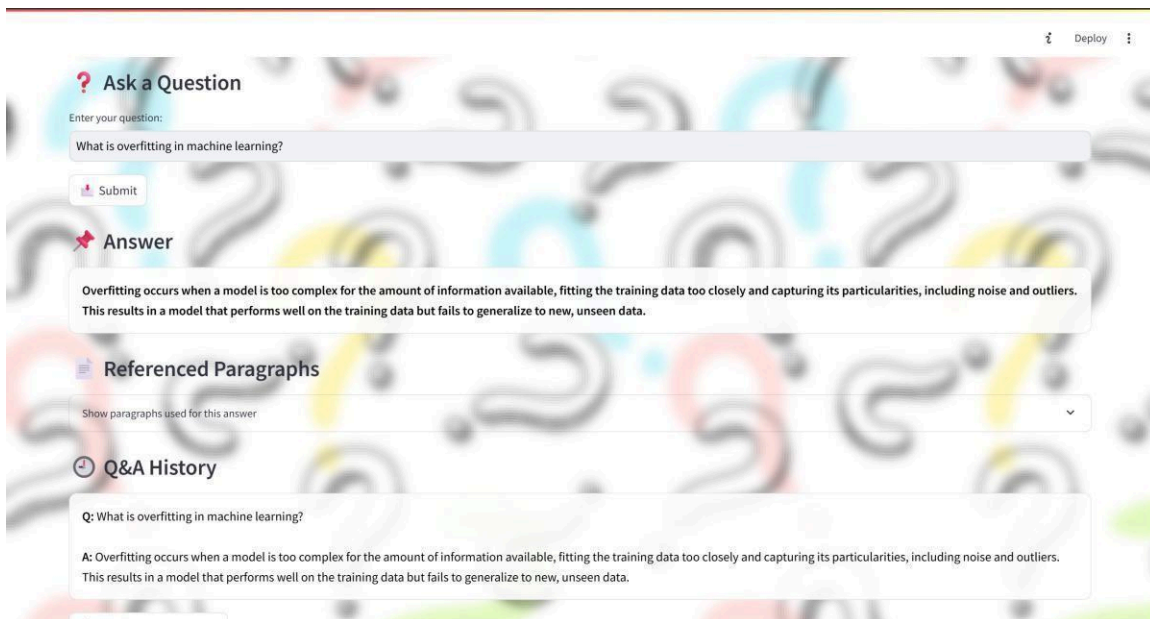 Deploy
Ask a Question
Enter your question:
What is overfitting in machine learning?
Submit
Answer
Overfitting occurs when a model is too complex for the amount of information available, fitting the training data too closely and capturing its particularities, including noise and outliers.
This results in a model that performs well on the training data but fails to generalize to new, unseen data.
Referenced Paragraphs
Show paragraphs used for this answer
Q&A History
Q: What is overfitting in machine learning?
A: Overfitting occurs when a model is too complex for the amount of information available, fitting the training data too closely and capturing its particularities, including noise and outliers.
This results in a model that performs well on the training data but fails to generalize to new, unseen data.